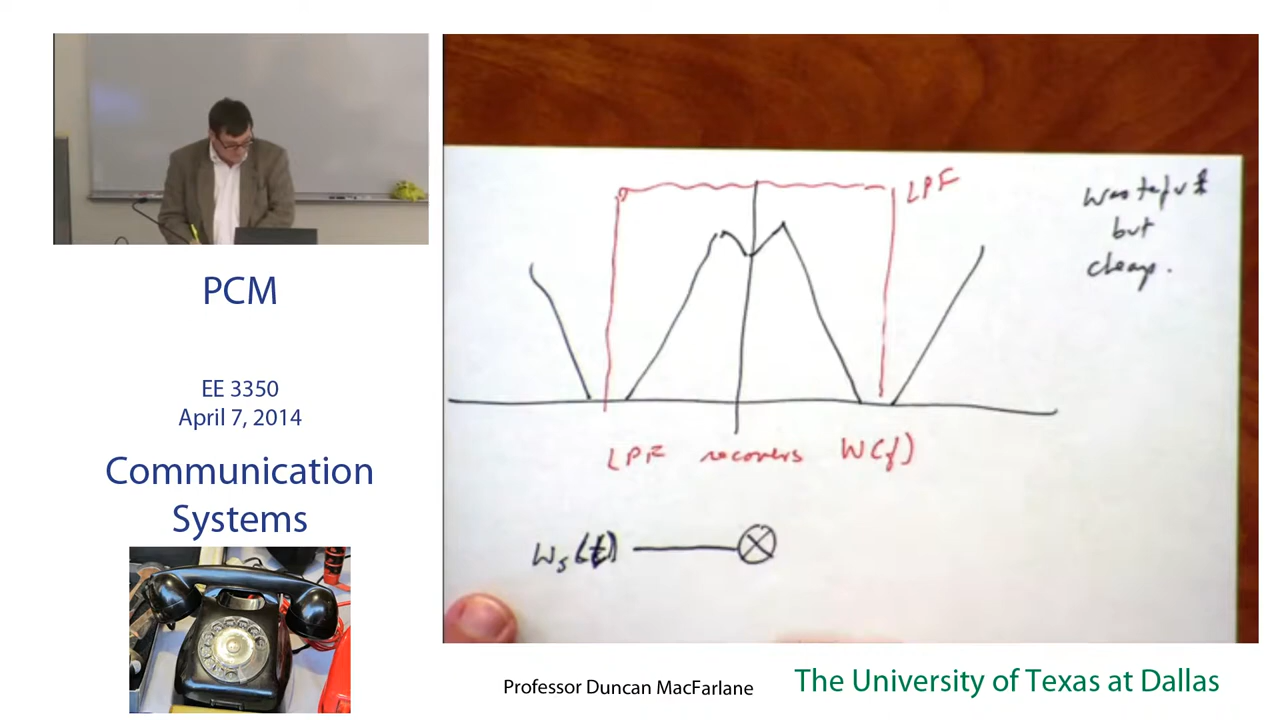 PCM
EE 3350
April 7, 2014
Communication
Systems
LPF
Wasteful
but
cheap.
LPF recovers W(f)
Ws(t)
Professor Duncan MacFarlane
The University of Texas at Dallas